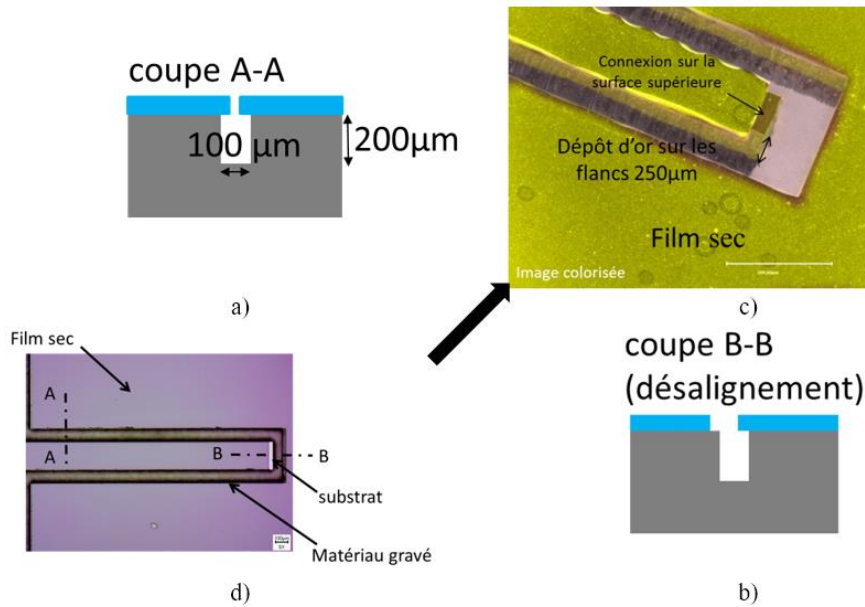 coupe A-A
100 µm
200µm
a)
Connexion sur la
surface supérieure
Dépôt d'or sur les
flancs 250µm
Film sec
Image colorisée
c)
Film sec
A
A
B
B
substrat
Matériau gravé
100µm
d)
coupe B-B
(désalignement)
b)